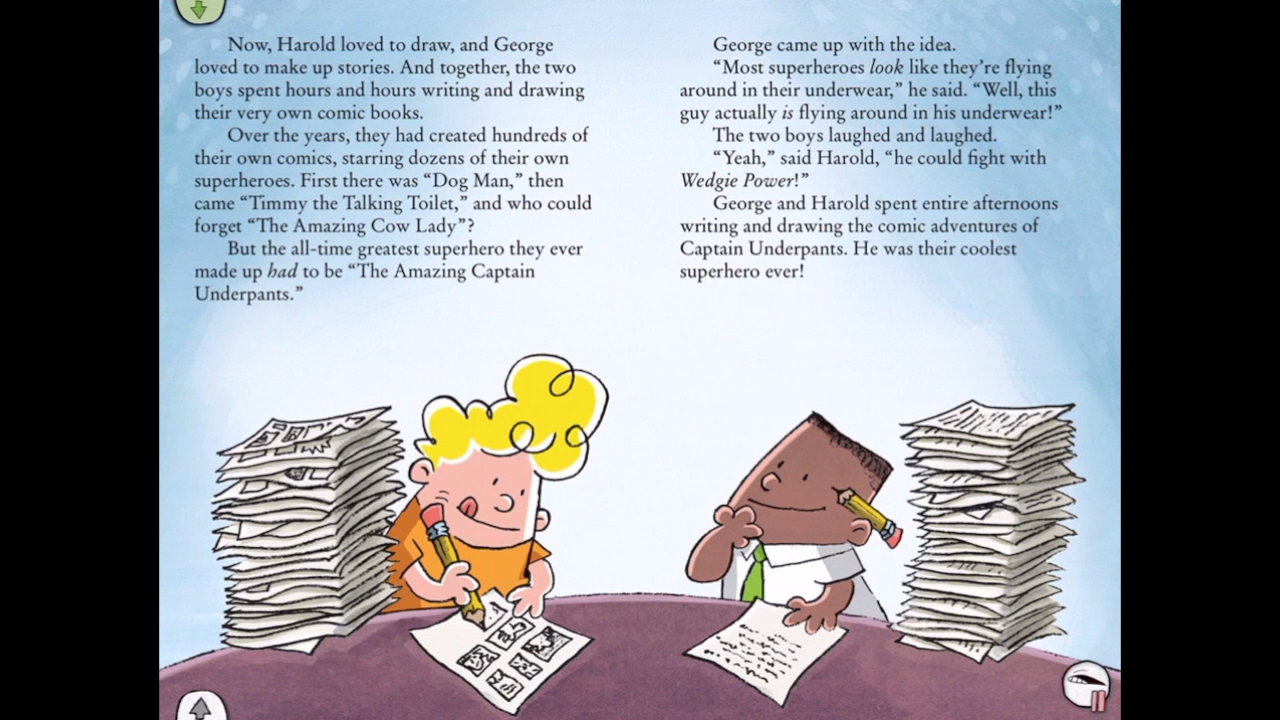 Now, Harold loved to draw, and George
loved to make up stories. And together, the two
boys spent hours and hours writing and drawing
their very own comic books.
Over the years, they had created hundreds of
their own comics, starring dozens of their own
superheroes. First there was “Dog Man,” then
came “Timmy the Talking Toilet,” and who could
forget “The Amazing Cow Lady”?
But the all-time greatest superhero they ever
made up had to be “The Amazing Captain
Underpants.”
George came up with the idea.
“Most superheroes look like they’re flying
around in their underwear,” he said. “Well, this
guy actually is flying around in his underwear!”
The two boys laughed and laughed.
“Yeah,” said Harold, “he could fight with
Wedgie Power!”
George and Harold spent entire afternoons
writing and drawing the comic adventures of
Captain Underpants. He was their coolest
superhero ever!